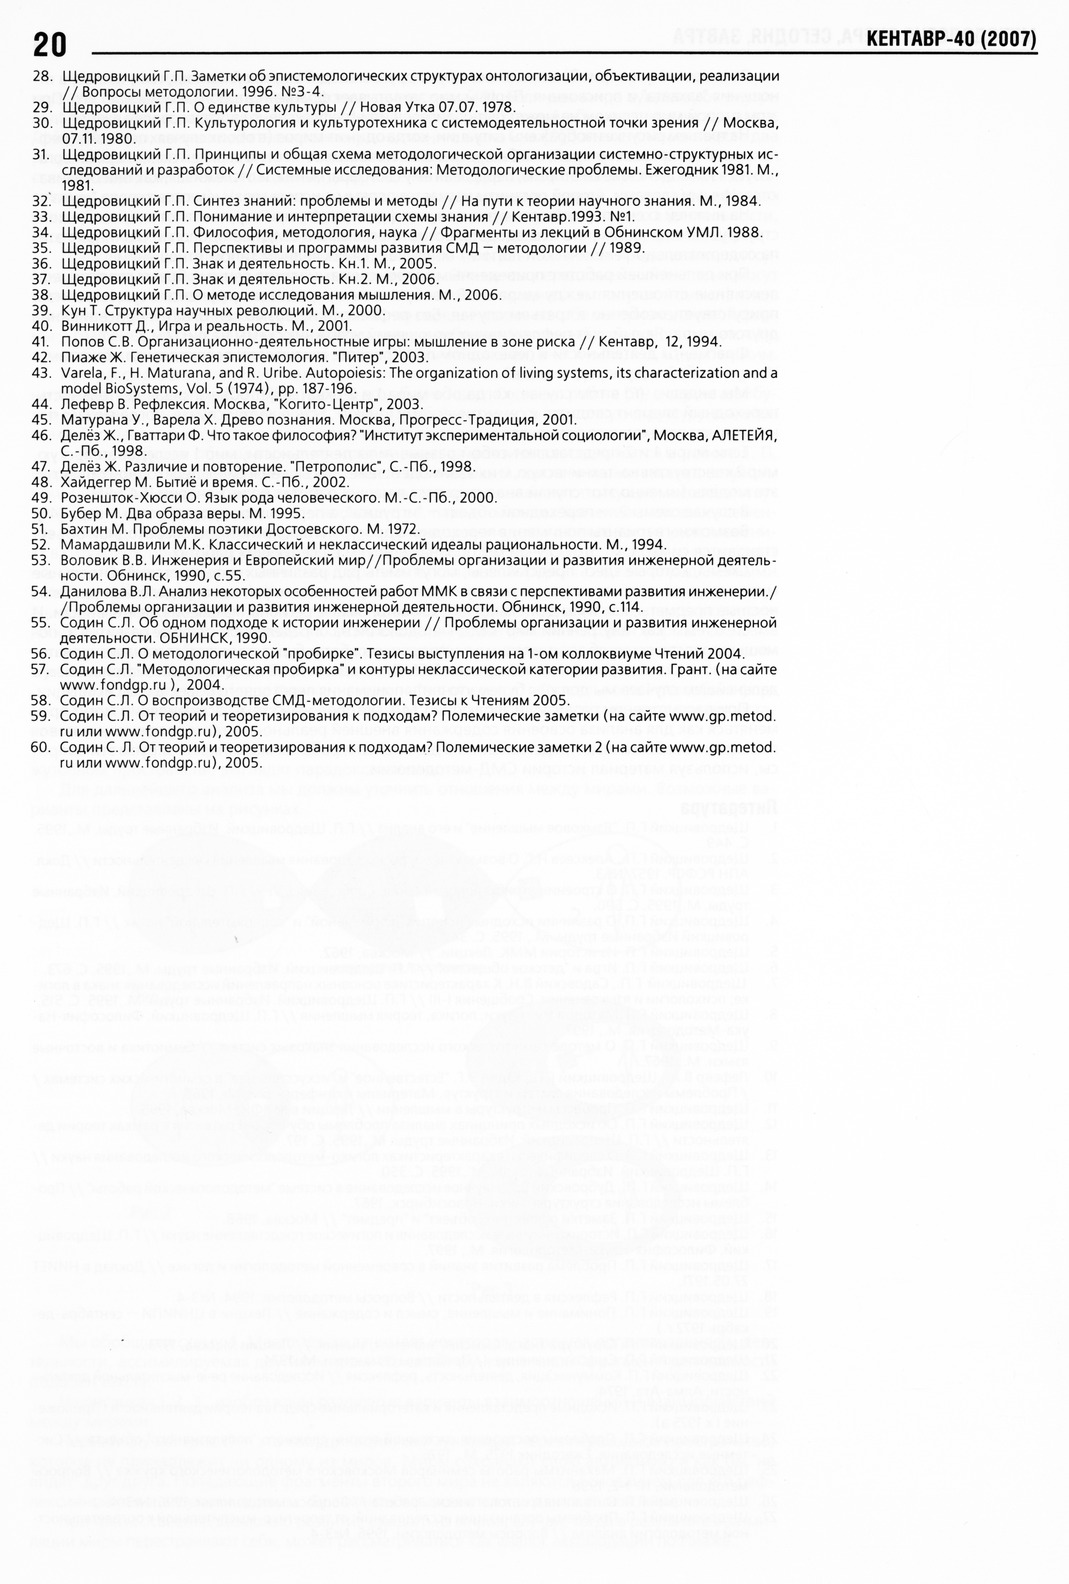 20
КЕНТАВР-40 (2007)
28. Щедровицкий Г.П. Заметки об эпистемологических структурах онтологизации, объективации, реализации
// Вопросы методологии. 1996. №3-4.
29. Щедровицкий Г.П. О единстве культуры // Новая Утка 07.07. 1978.
30. Щедровицкий Г.П. Культурология и культуротехника с системодеятельностной точки зрения // Москва,
07.11. 1980.
31. Щедровицкий Г.П. Принципы и общая схема методологической организации системно-структурных ис-
следований и разработок // Системные исследования: Методологические проблемы. Ежегодник 1981. М.,
1981.
32. Щедровицкий Г.П. Синтез знаний: проблемы и методы // На пути к теории научного знания. М., 1984.
33. Щедровицкий Г.П. Понимание и интерпретации схемы знания // Кентавр.1993. №1.
34. Щедровицкий Г.П. Философия, методология, наука // Фрагменты из лекций в Обнинском УМЛ. 1988.
35. Щедровицкий Г.П. Перспективы и программы развития СМД – методологии // 1989.
36. Щедровицкий Г.П. Знак и деятельность. Кн.1. М., 2005.
37. Щедровицкий Г.П. Знак и деятельность. Кн.2. М., 2006.
38. Щедровицкий Г.П. О методе исследования мышления. М., 2006.
39. Кун Т. Структура научных революций. М., 2000.
40. Винникотт Д., Игра и реальность. М., 2001.
41. Попов С.В. Организационно-деятельностные игры: мышление в зоне риска // Кентавр, 12, 1994.
42. Пиаже Ж. Генетическая эпистемология. "Питер", 2003.
43. Varela, F., H. Maturana, and R. Uribe. Autopoiesis: The organization of living systems, its characterization and a
model BioSystems, Vol. 5 (1974), pp. 187-196.
44. Лефевр В. Рефлексия. Москва, "Когито-Центр", 2003.
45. Матурана У., Варела Х. Древо познания. Москва, Прогресс-Традиция, 2001.
46. Делёз Ж., Гваттари Ф. Что такое философия? "Институт экспериментальной социологии", Москва, АЛЕТЕЙЯ,
С.-Пб., 1998.
47. Делёз Ж. Различие и повторение. "Петрополис", С.-Пб., 1998.
48. Хайдеггер М. Бытиё и время. С.-Пб., 2002.
49. Розеншток-Хюсси О. Язык рода человеческого. М.-С.-Пб., 2000.
50. Бубер М. Два образа веры. М. 1995.
51. Бахтин М. Проблемы поэтики Достоевского. М. 1972.
52. Мамардашвили М.К. Классический и неклассический идеалы рациональности. М., 1994.
53. Воловик В.В. Инженерия и Европейский мир//Проблемы организации и развития инженерной деятель-
ности. Обнинск, 1990, с.55.
54. Данилова В.Л. Анализ некоторых особенностей работ ММК в связи с перспективами развития инженерии./
/Проблемы организации и развития инженерной деятельности. Обнинск, 1990, с.114.
55. Содин С.Л. Об одном подходе к истории инженерии // Проблемы организации и развития инженерной
деятельности. ОБНИНСК, 1990.
56. Содин С.Л. О методологической "пробирке". Тезисы выступления на 1-ом коллоквиуме Чтений 2004.
57. Содин С.Л. "Методологическая пробирка" и контуры неклассической категории развития. Грант. (на сайте
www.fondgp.ru ), 2004.
58. Содин С.Л. О воспроизводстве СМД-методологии. Тезисы к Чтениям 2005.
59. Содин С.Л. От теорий и теоретизирования к подходам? Полемические заметки (на сайте www.gp.metod.
ru или www.fondgp.ru), 2005.
60. Содин С. Л. От теорий и теоретизирования к подходам? Полемические заметки 2 (на сайте www.gp.metod.
ru или www.fondgp.ru), 2005.